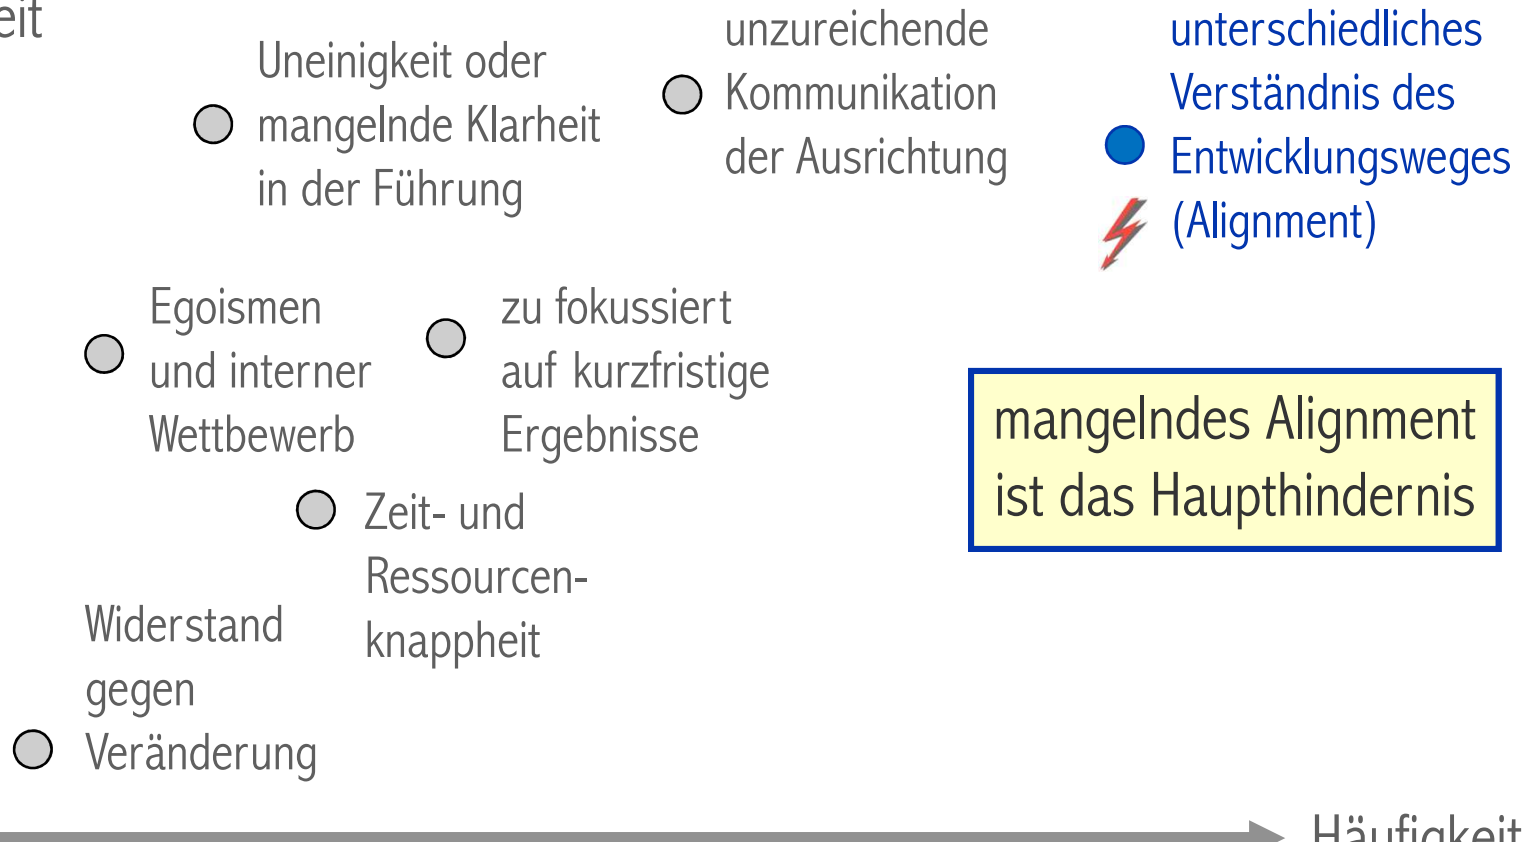 eit
Uneinigkeit oder
mangelnde Klarheit
in der Führung
unzureichende
Kommunikation
der Ausrichtung
unterschiedliches
Verständnis des
Entwicklungsweges
(Alignment)
Egoismen
und interner
Wettbewerb
zu fokussiert
auf kurzfristige
Ergebnisse
mangelndes Alignment
ist das Haupthindernis
Zeit- und
Ressourcen-
knappheit
Widerstand
gegen
Veränderung
Häufigkeit